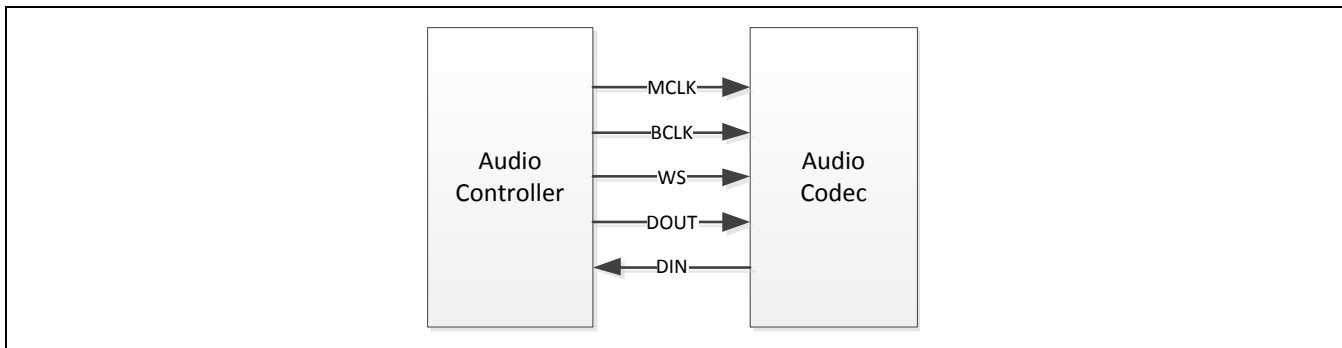 Audio
Controller
MCLK
BCLK
WS
DOUT
DIN
Audio
Codec